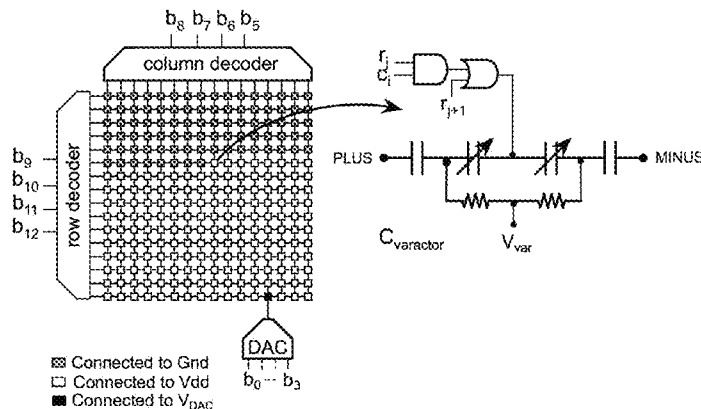 b8 b7 b6 b5
column decoder
row decoder
b9
b10
b11
b12
rj
ci
rj+1
PLUS
MINUS
Cvaractor
Vvar
DAC
b0 ... b3
Connected to Gnd
Connected to Vdd
Connected to VDAC